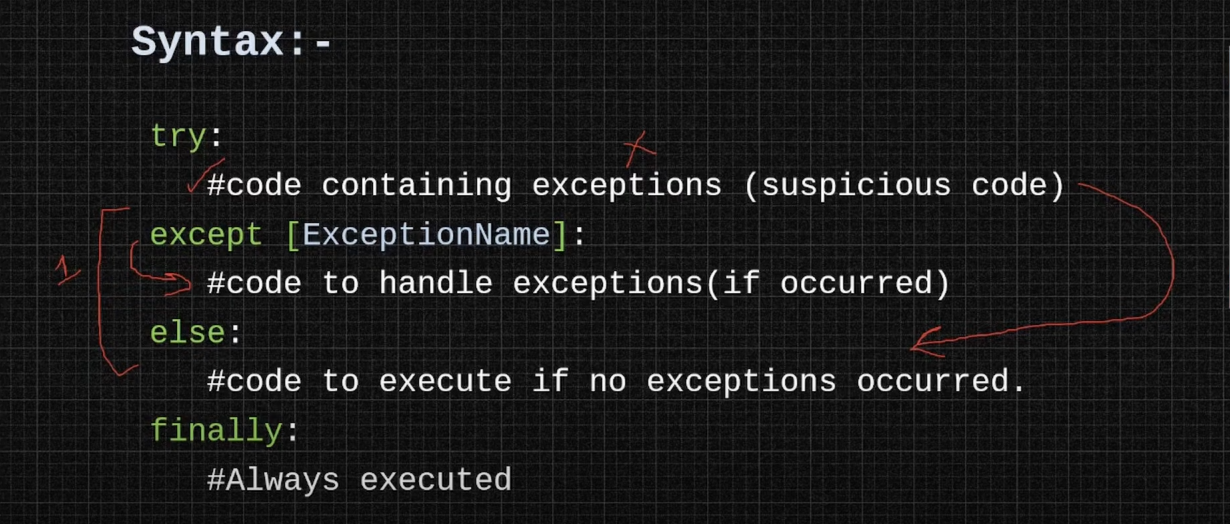 Syntax:-
try:
#code containing exceptions (suspicious code)
except [ExceptionName]:
#code to handle exceptions(if occurred)
else:
#code to execute if no exceptions occurred.
finally:
#Always executed